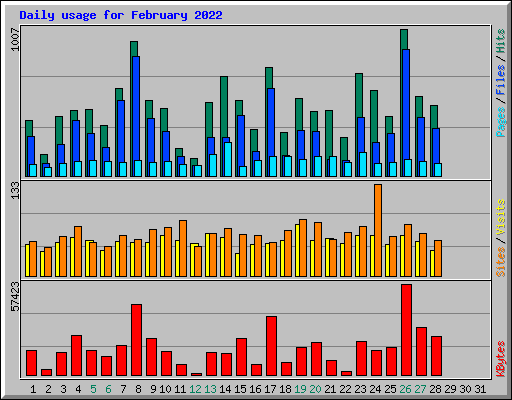 Daily usage for February 2022
1007
Pages / Files / Hits
133
Sites / Visits
57423
KBytes
1 2 3 4 5 6 7 8 9 10 11 12 13 14 15 16 17 18 19 20 21 22 23 24 25 26 27 28 29 30 31